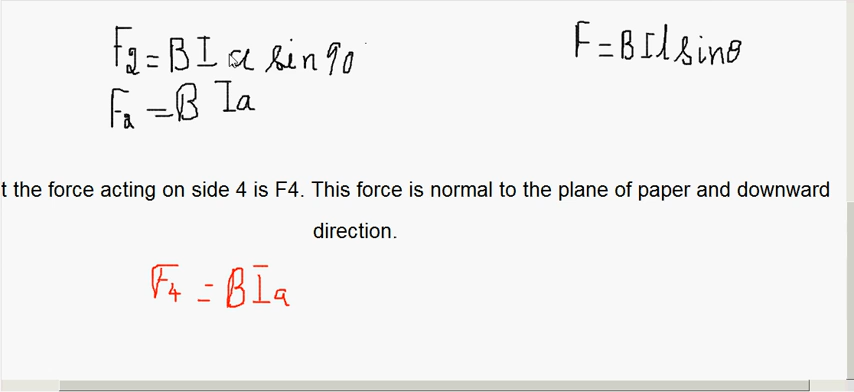 F2 = B I a sin 90
F = B I l sin θ
F2 = B I a
t the force acting on side 4 is F4. This force is normal to the plane of paper and downward
direction.
F4 = B I a